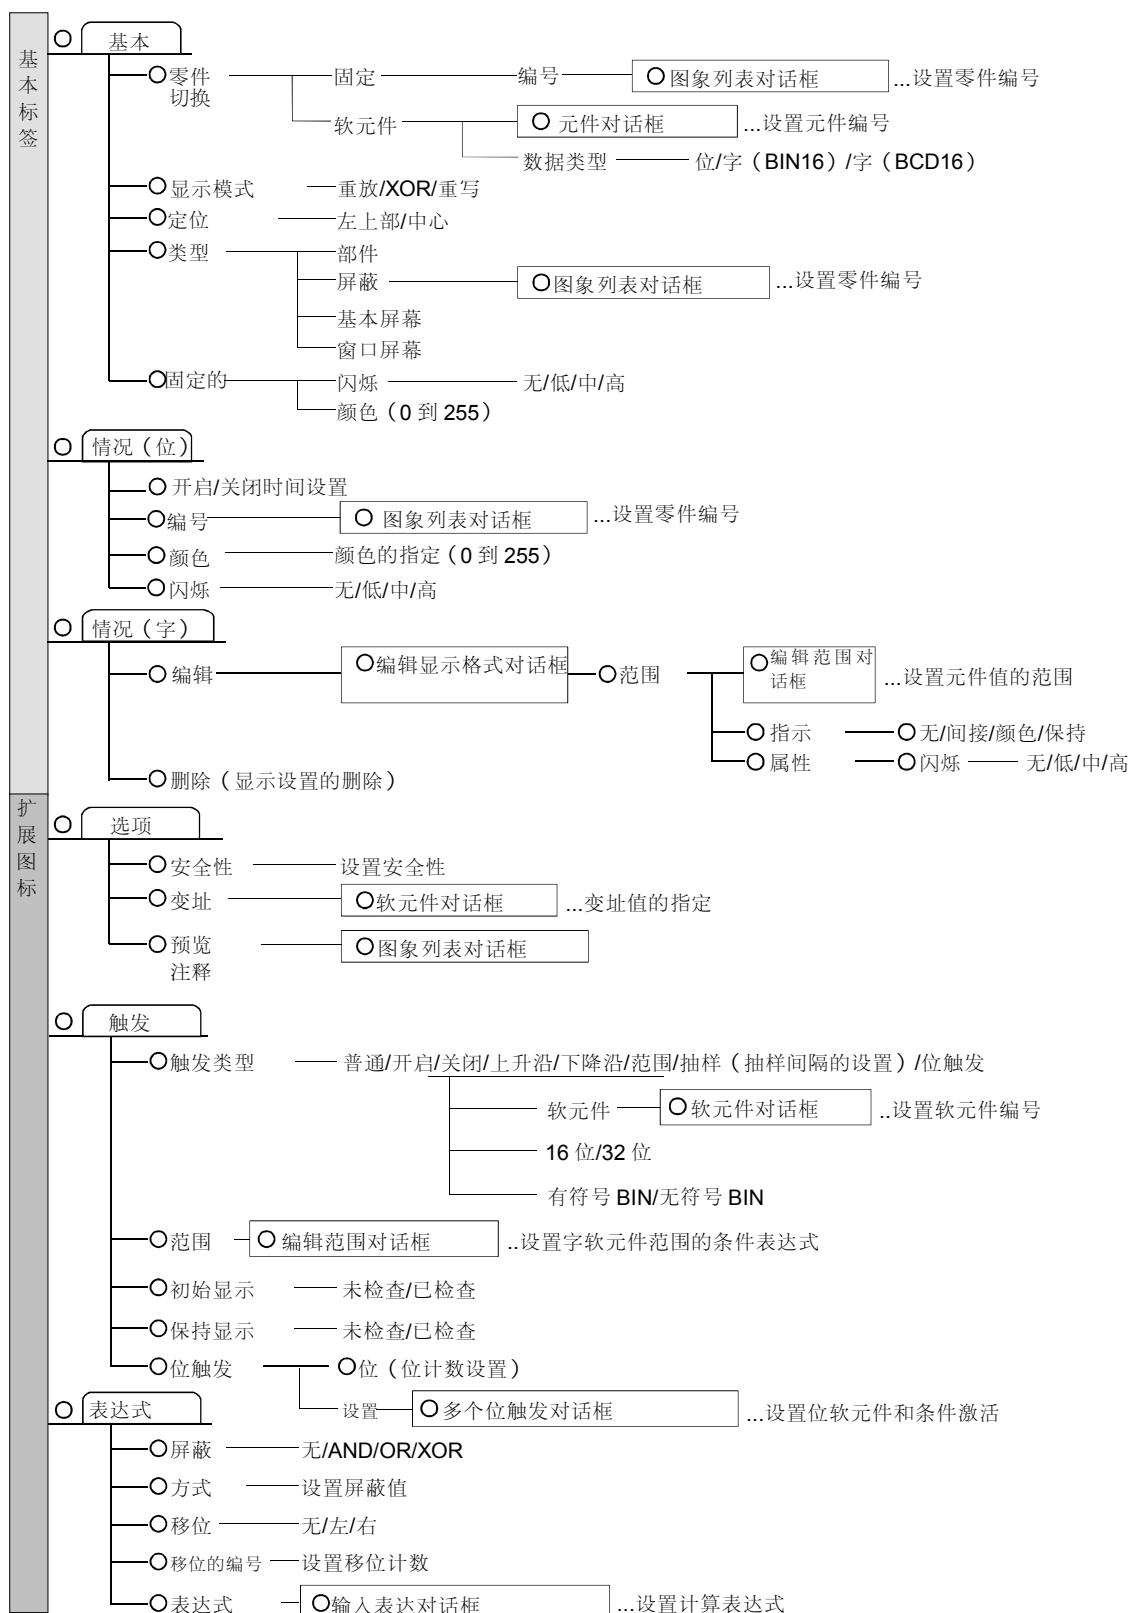 基本标签
基本
零件切换 固定 编号 图象列表对话框 ...设置零件编号
软元件 元件对话框 ...设置元件编号
数据类型 位/字（BIN16）/字（BCD16）
显示模式 重放/XOR/重写
定位 左上部/中心
类型 部件
屏蔽 图象列表对话框 ...设置零件编号
基本屏幕
窗口屏幕
固定的 闪烁 无/低/中/高
颜色（0 到 255）
情况（位）
开启/关闭时间设置
编号 图象列表对话框 ...设置零件编号
颜色 颜色的指定（0 到 255）
闪烁 无/低/中/高
情况（字）
编辑 编辑显示格式对话框 范围 编辑范围对话框 ...设置元件值的范围
指示 无/间接/颜色/保持
属性 闪烁 无/低/中/高
删除（显示设置的删除）
扩展图标
选项
安全性 设置安全性
变址 软元件对话框 ...变址值的指定
预览注释 图象列表对话框
触发
触发类型 普通/开启/关闭/上升沿/下降沿/范围/抽样（抽样间隔的设置）/位触发
软元件 软元件对话框 ..设置软元件编号
16 位/32 位
有符号 BIN/无符号 BIN
范围 编辑范围对话框 ..设置字软元件范围的条件表达式
初始显示 未检查/已检查
保持显示 未检查/已检查
位触发 位（位计数设置）
设置 多个位触发对话框 ...设置位软元件和条件激活
表达式
屏蔽 无/AND/OR/XOR
方式 设置屏蔽值
移位 无/左/右
移位的编号 设置移位计数
表达式 输入表达对话框 ...设置计算表达式